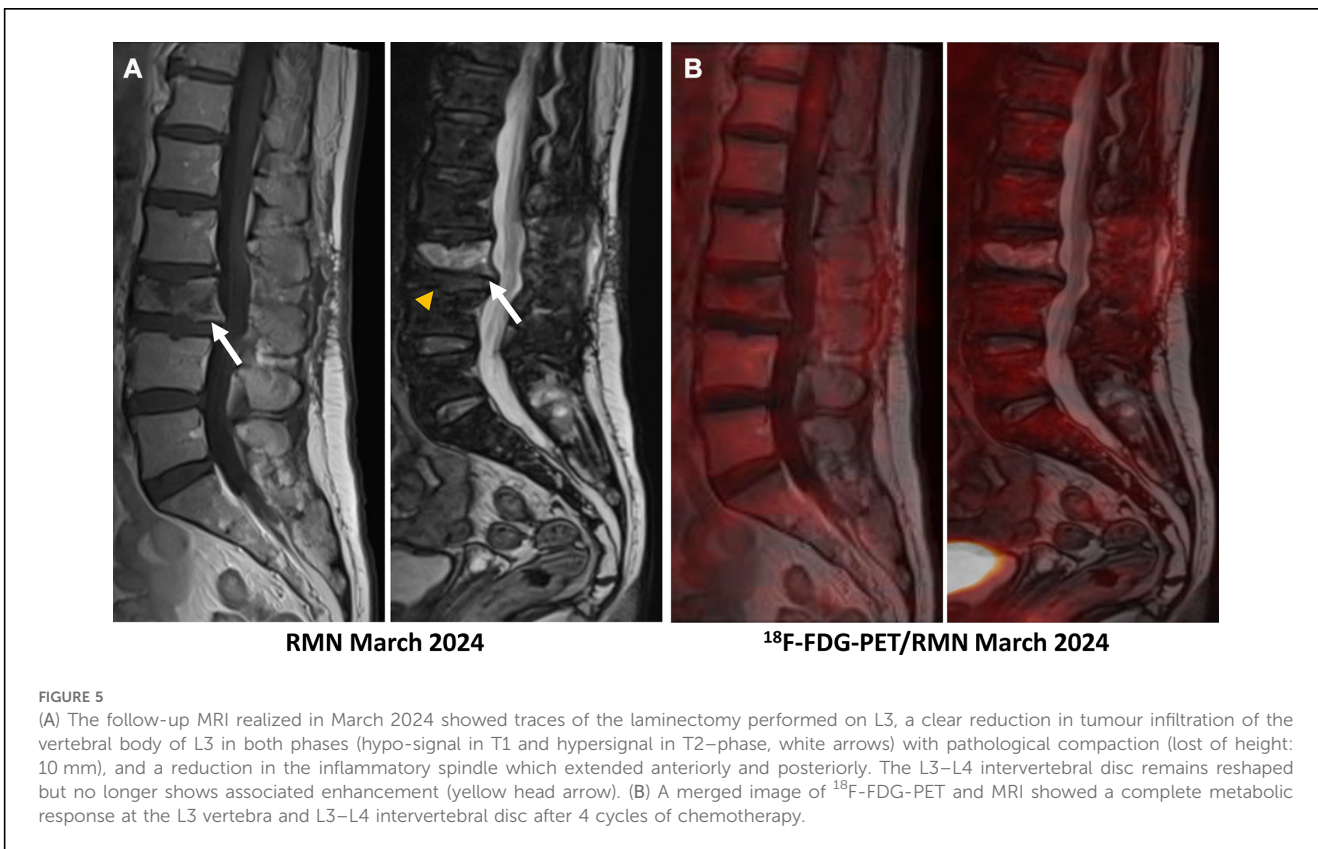 A
B
RMN March 2024
¹⁸F-FDG-PET/RMN March 2024
FIGURE 5
(A) The follow-up MRI realized in March 2024 showed traces of the laminectomy performed on L3, a clear reduction in tumour infiltration of the
vertebral body of L3 in both phases (hypo-signal in T1 and hypersignal in T2–phase, white arrows) with pathological compaction (lost of height:
10 mm), and a reduction in the inflammatory spindle which extended anteriorly and posteriorly. The L3–L4 intervertebral disc remains reshaped
but no longer shows associated enhancement (yellow head arrow). (B) A merged image of ¹⁸F-FDG-PET and MRI showed a complete metabolic
response at the L3 vertebra and L3–L4 intervertebral disc after 4 cycles of chemotherapy.